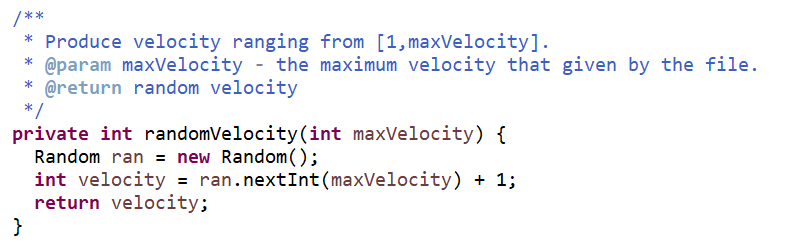 /**
 * Produce velocity ranging from [1,maxVelocity].
 * @param maxVelocity - the maximum velocity that given by the file.
 * @return random velocity
 */
private int randomVelocity(int maxVelocity) {
  Random ran = new Random();
  int velocity = ran.nextInt(maxVelocity) + 1;
  return velocity;
}